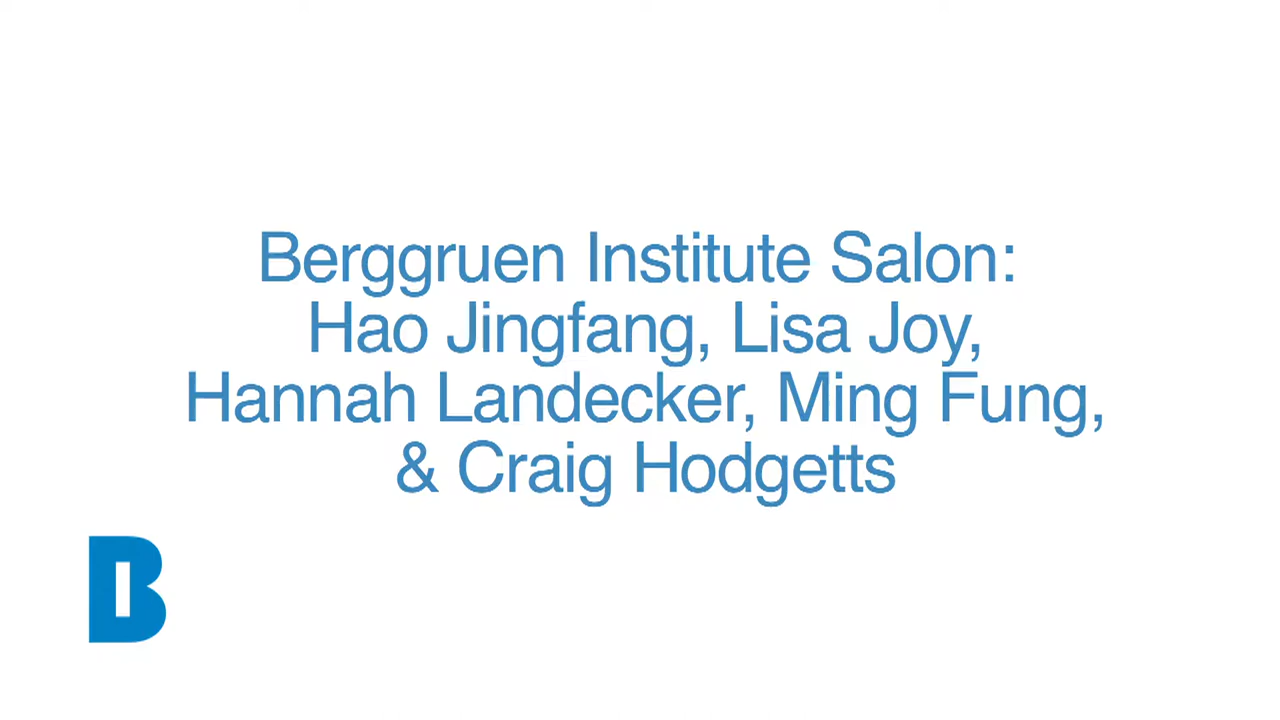 Berggruen Institute Salon:
Hao Jingfang, Lisa Joy,
Hannah Landecker, Ming Fung,
& Craig Hodgetts
B